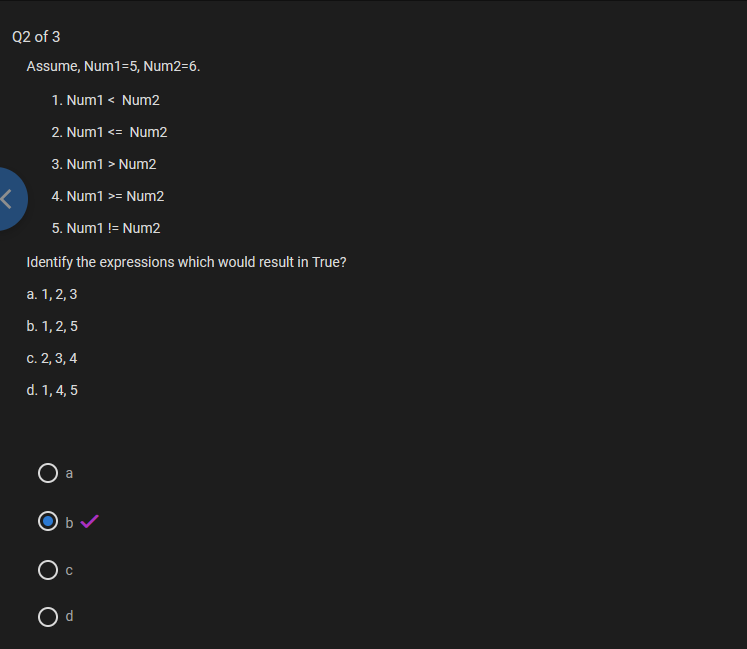 Q2 of 3
Assume, Num1=5, Num2=6.
1. Num1 < Num2
2. Num1 <= Num2
3. Num1 > Num2
4. Num1 >= Num2
5. Num1 != Num2
Identify the expressions which would result in True?
a. 1, 2, 3
b. 1, 2, 5
c. 2, 3, 4
d. 1, 4, 5
a
b
c
d